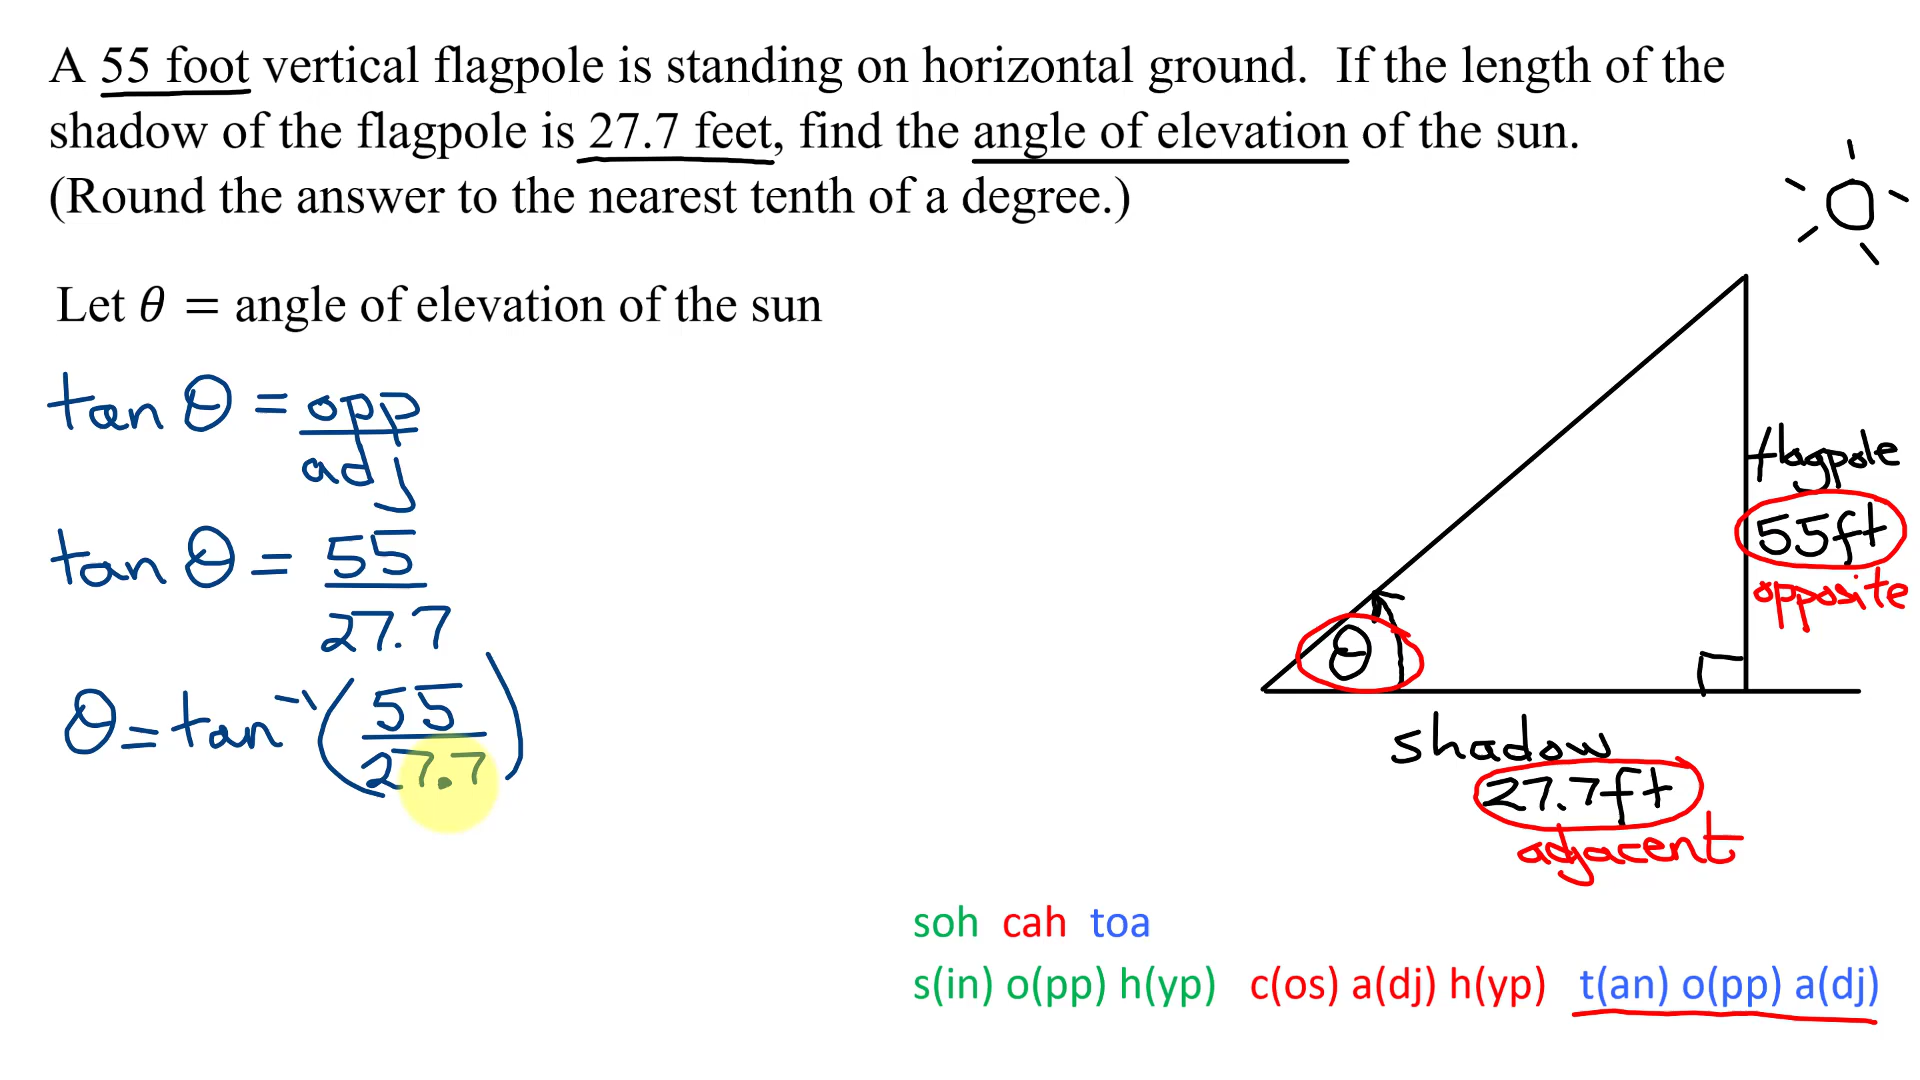 A 55 foot vertical flagpole is standing on horizontal ground.  If the length of the
shadow of the flagpole is 27.7 feet, find the angle of elevation of the sun.
(Round the answer to the nearest tenth of a degree.)
Let θ = angle of elevation of the sun
tan θ = opp/adj
tan θ = 55/27.7
θ = tan⁻¹(55/27.7)
flagpole
55ft
opposite
θ
shadow
27.7ft
adjacent
soh cah toa
s(in) o(pp) h(yp) c(os) a(dj) h(yp) t(an) o(pp) a(dj)